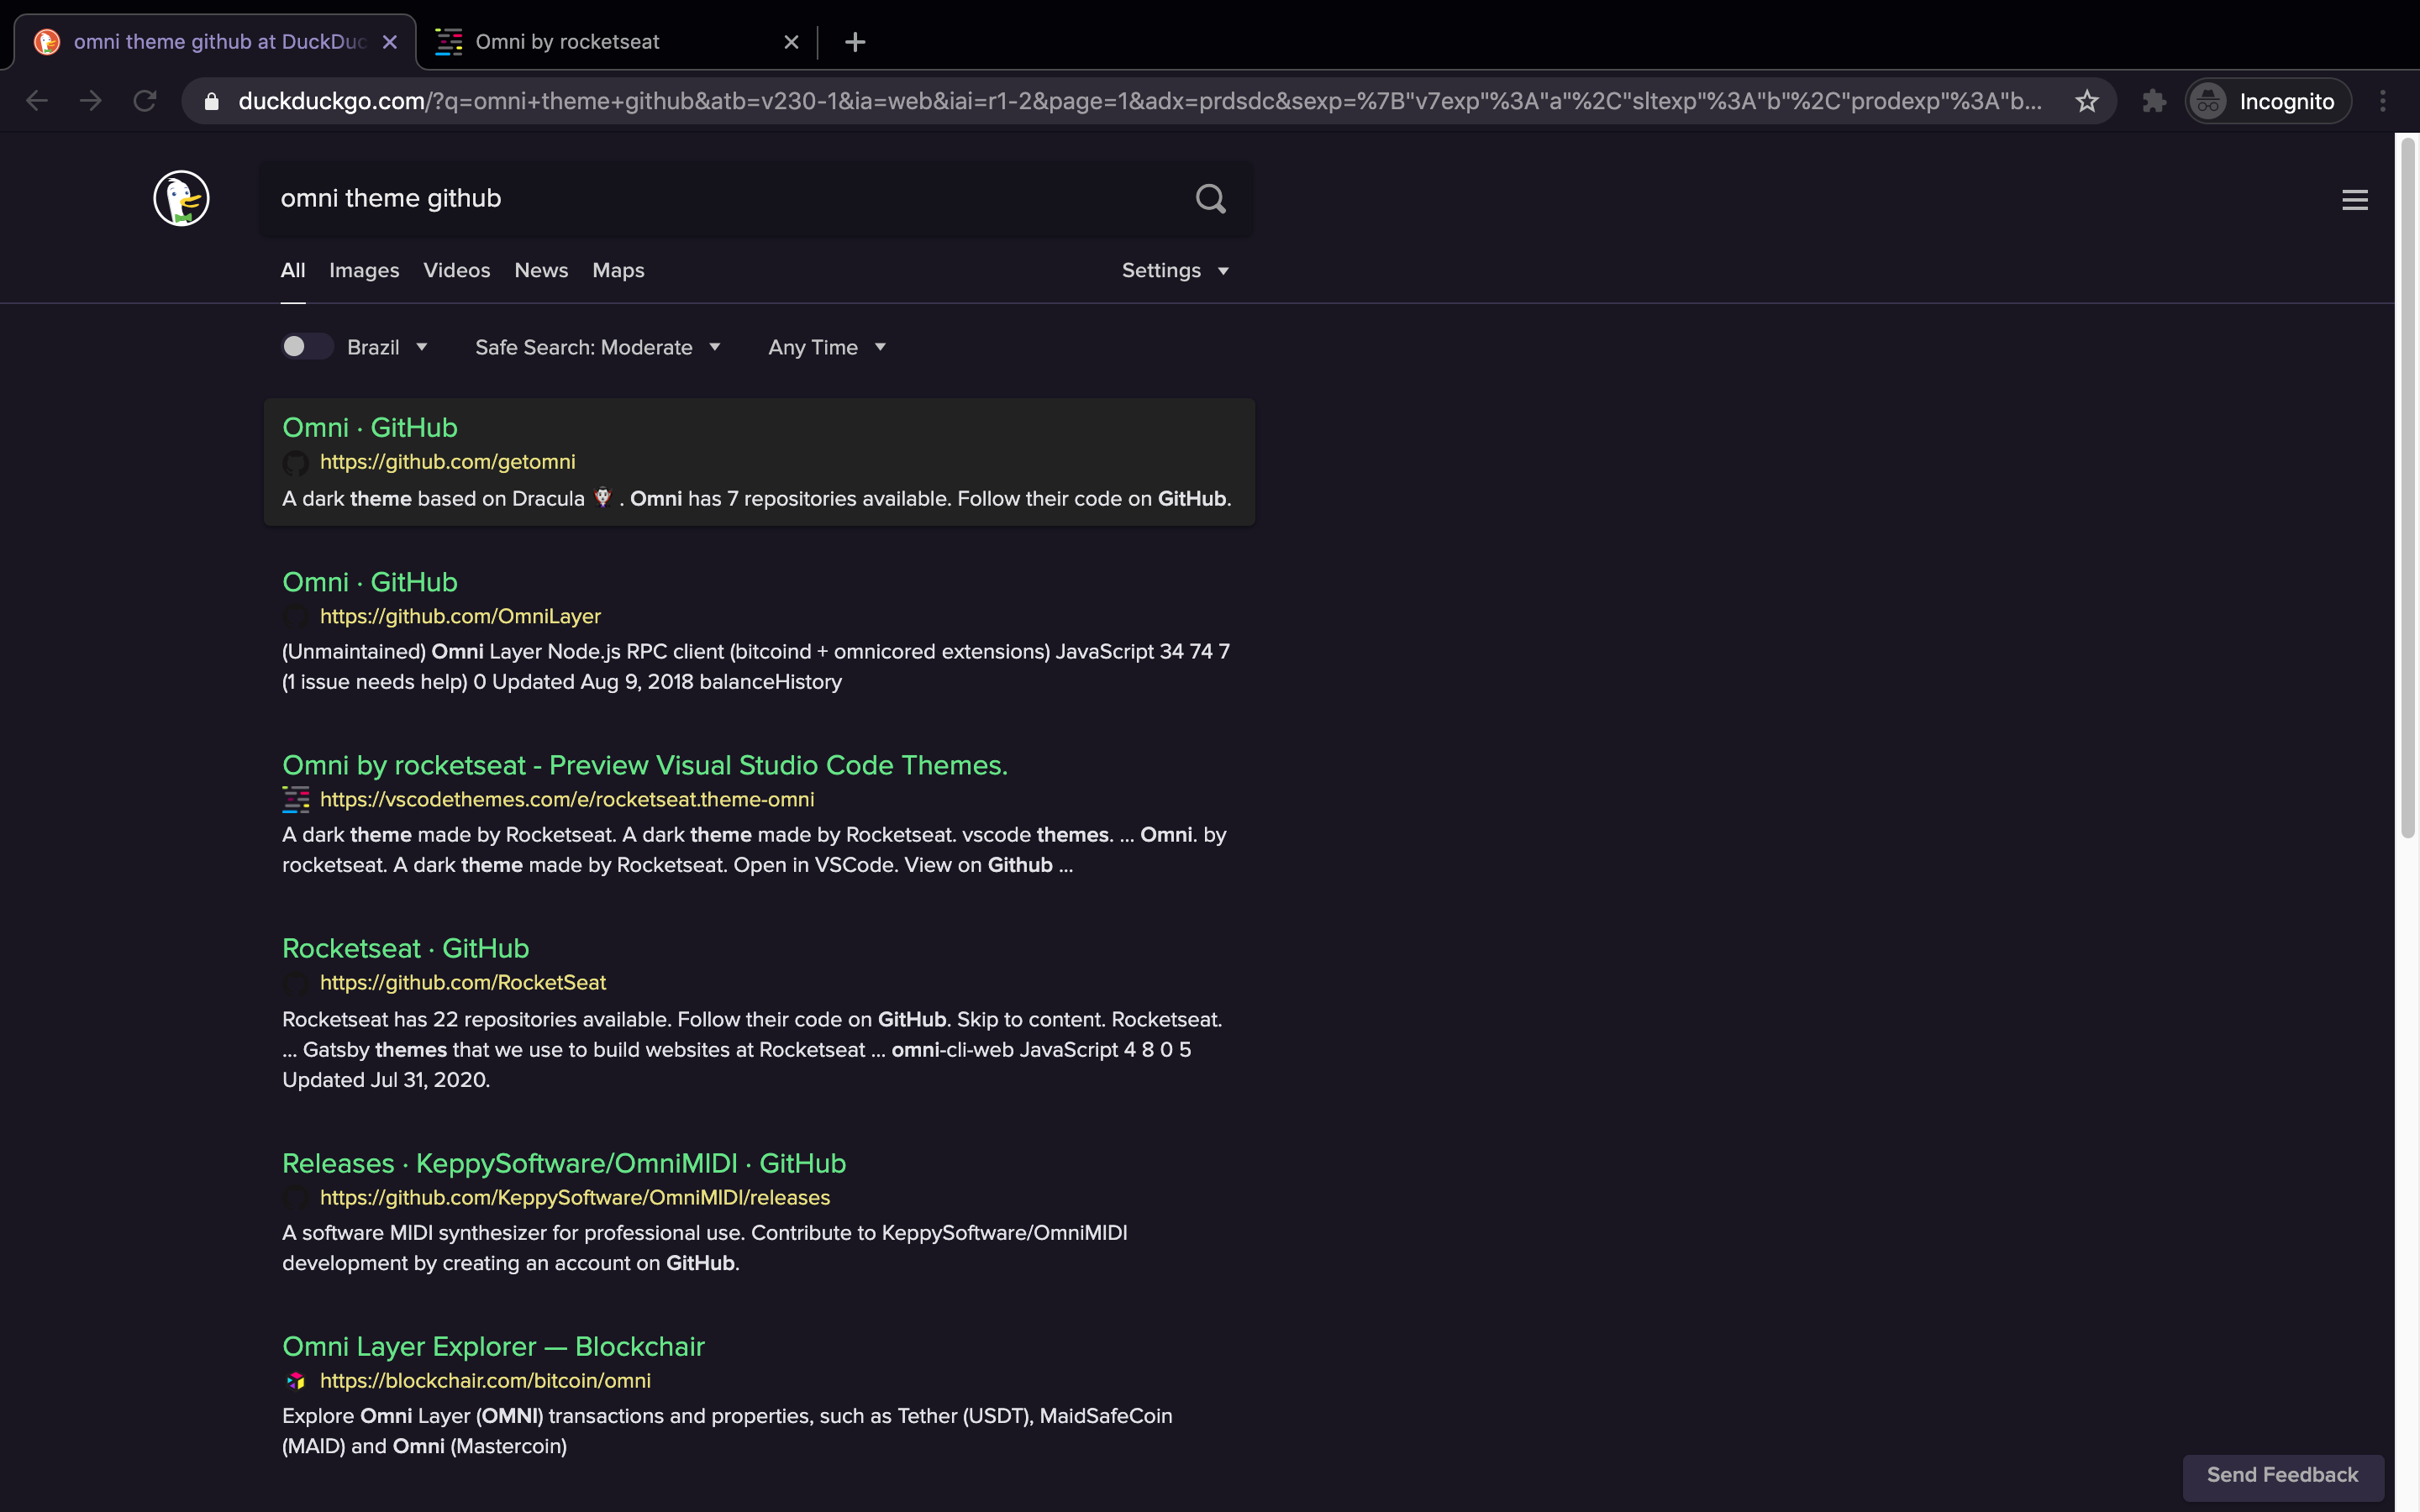 omni theme github at DuckDuc
Omni by rocketseat
duckduckgo.com/?q=omni+theme+github&atb=v230-1&ia=web&iai=r1-2&page=1&adx=prdsdc&sexp=%7B"v7exp"%3A"a"%2C"sltexp"%3A"b"%2C"prodexp"%3A"b...
Incognito
omni theme github
All Images Videos News Maps Settings
Brazil Safe Search: Moderate Any Time
Omni · GitHub
https://github.com/getomni
A dark theme based on Dracula 🧛🏻‍♂️ . Omni has 7 repositories available. Follow their code on GitHub.
Omni · GitHub
https://github.com/OmniLayer
(Unmaintained) Omni Layer Node.js RPC client (bitcoind + omnicored extensions) JavaScript 34 74 7
(1 issue needs help) 0 Updated Aug 9, 2018 balanceHistory
Omni by rocketseat - Preview Visual Studio Code Themes.
https://vscodethemes.com/e/rocketseat.theme-omni
A dark theme made by Rocketseat. A dark theme made by Rocketseat. vscode themes. ... Omni. by
rocketseat. A dark theme made by Rocketseat. Open in VSCode. View on Github ...
Rocketseat · GitHub
https://github.com/RocketSeat
Rocketseat has 22 repositories available. Follow their code on GitHub. Skip to content. Rocketseat.
... Gatsby themes that we use to build websites at Rocketseat ... omni-cli-web JavaScript 4 8 0 5
Updated Jul 31, 2020.
Releases · KeppySoftware/OmniMIDI · GitHub
https://github.com/KeppySoftware/OmniMIDI/releases
A software MIDI synthesizer for professional use. Contribute to KeppySoftware/OmniMIDI
development by creating an account on GitHub.
Omni Layer Explorer — Blockchair
https://blockchair.com/bitcoin/omni
Explore Omni Layer (OMNI) transactions and properties, such as Tether (USDT), MaidSafeCoin
(MAID) and Omni (Mastercoin)
Send Feedback